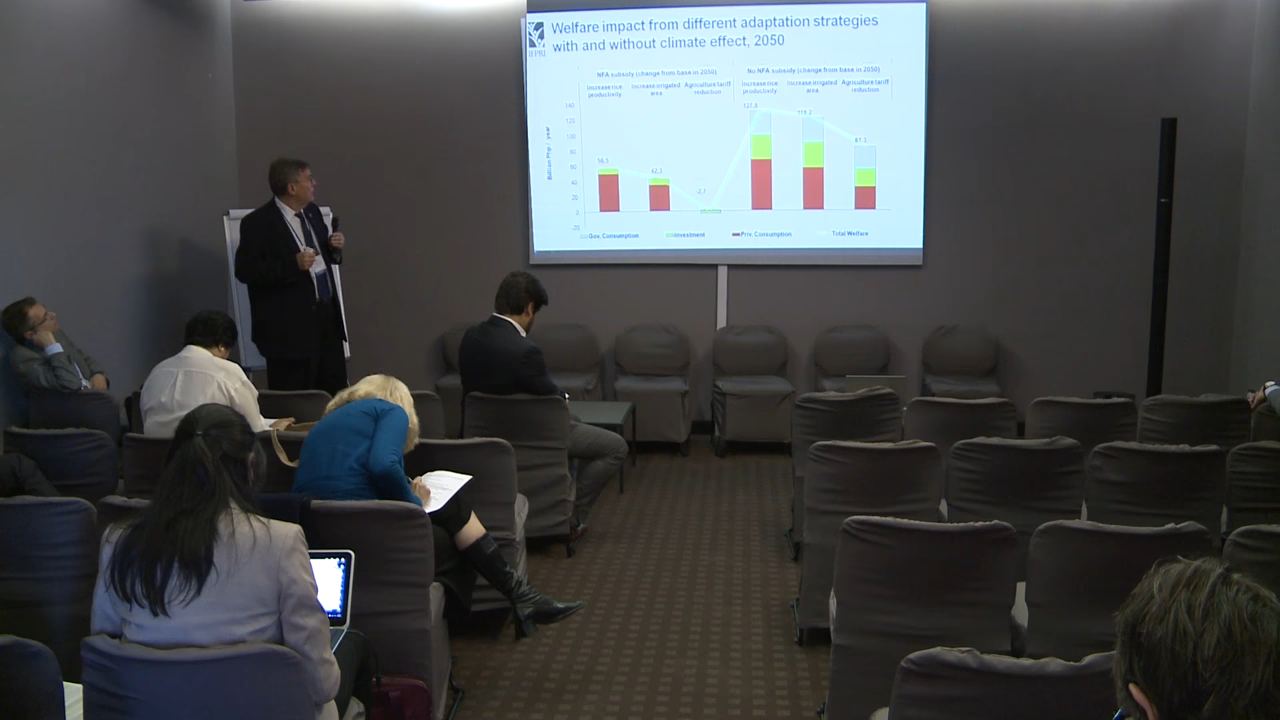 IFPRI
Welfare impact from different adaptation strategies
with and without climate effect, 2050
NFA subsidy (change from base in 2050)
No NFA subsidy (change from base in 2050)
Increase rice productivity
Increase irrigated area
Agriculture tariff reduction
Increase rice productivity
Increase irrigated area
Agriculture tariff reduction
Billion Php / year
140
120
100
80
60
40
20
0
-20
56,5
42,3
-2,7
127,8
118,2
81,3
Gov. Consumption
Investment
Priv. Consumption
Total Welfare